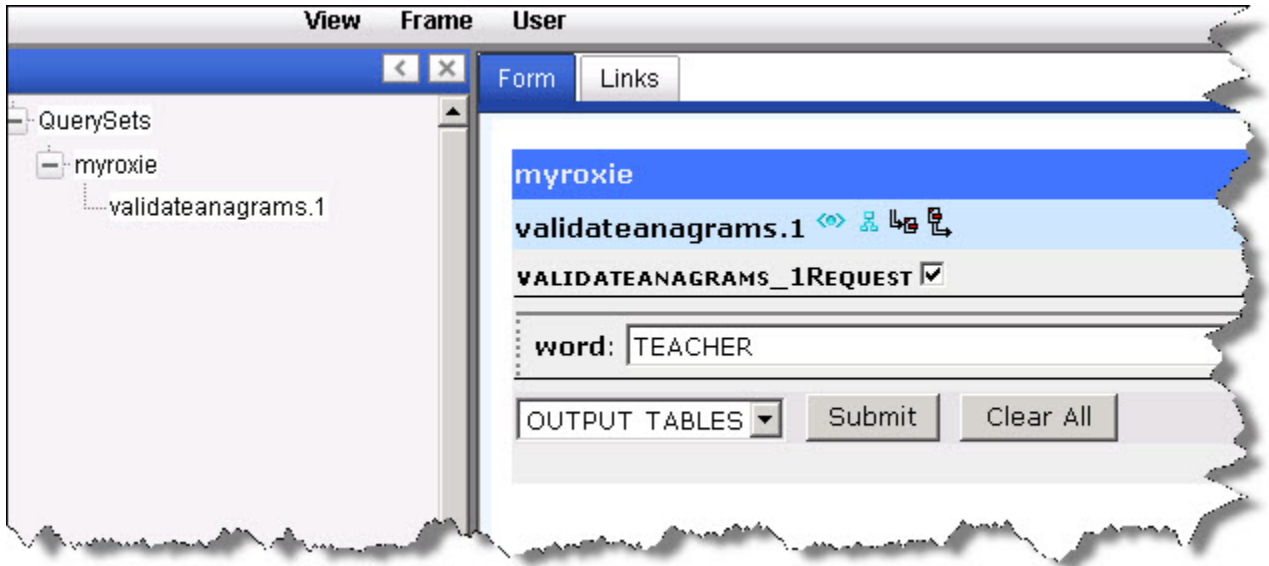 View Frame User
QuerySets
myroxie
validateanagrams.1
Form Links
myroxie
validateanagrams.1
VALIDATEANAGRAMS_1REQUEST
word: TEACHER
OUTPUT TABLES Submit Clear All